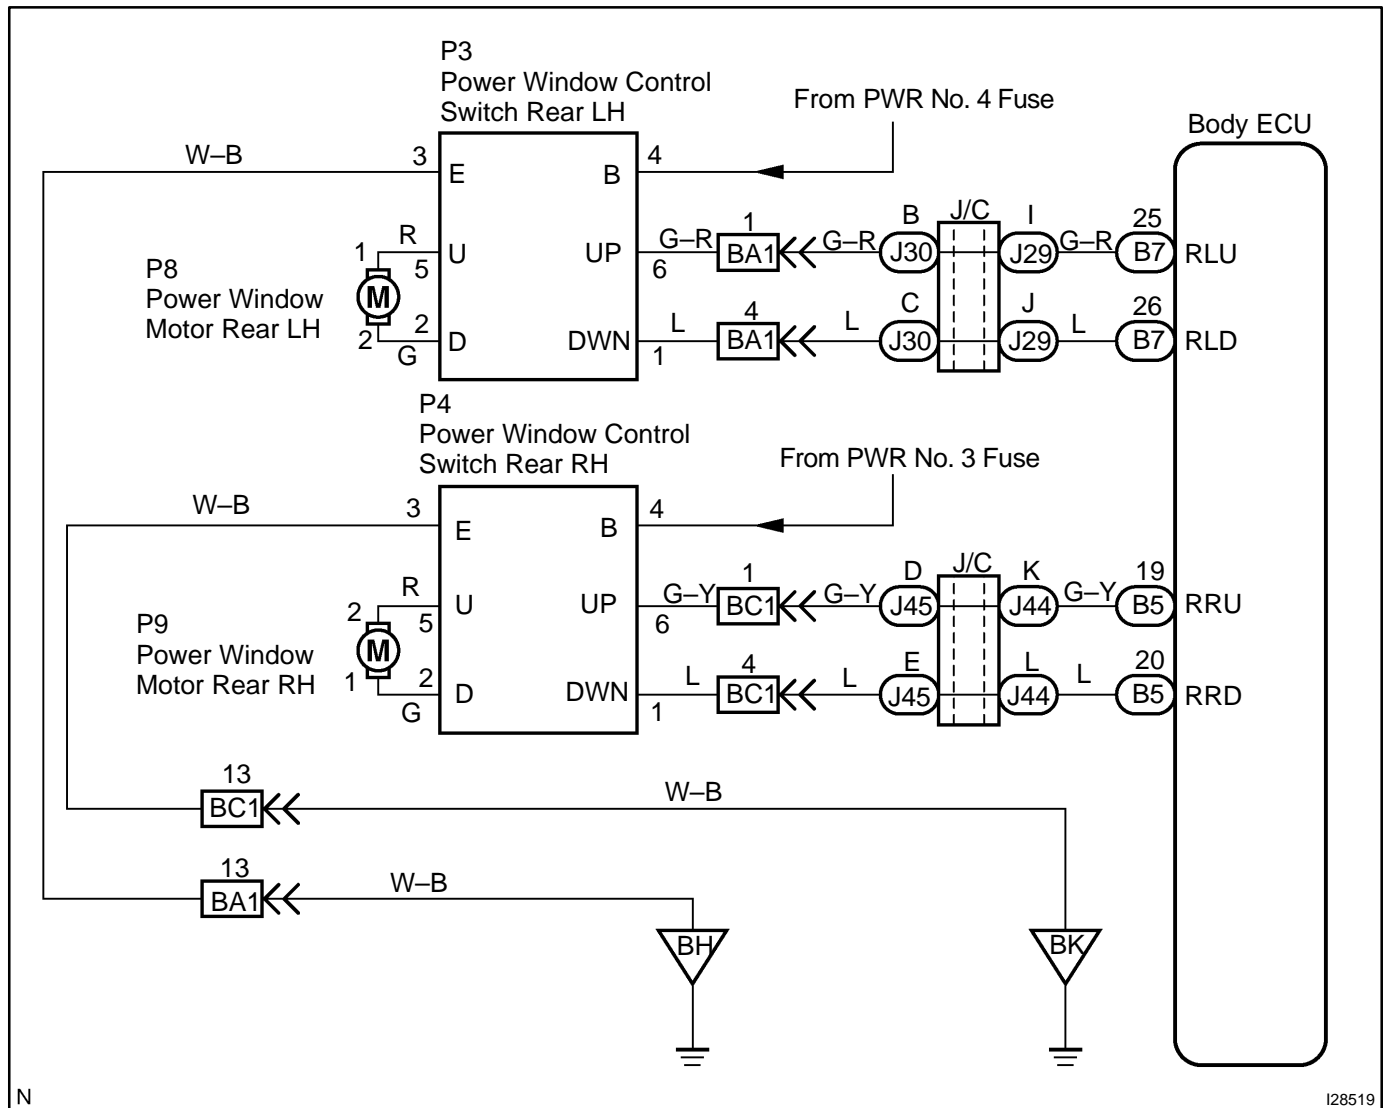 P3
Power Window Control
Switch Rear LH
From PWR No. 4 Fuse
Body ECU
W–B
3
E
B
4
P8
Power Window
Motor Rear LH
1
R
5
U
M
2
G
2
D
UP
6
G–R
1
BA1
G–R
B
J30
J/C
I
J29
G–R
25
B7
RLU
DWN
1
L
4
BA1
L
C
J30
J
J29
L
26
B7
RLD
P4
Power Window Control
Switch Rear RH
From PWR No. 3 Fuse
W–B
3
E
B
4
P9
Power Window
Motor Rear RH
2
R
5
U
M
1
G
2
D
UP
6
G–Y
1
BC1
G–Y
D
J45
J/C
K
J44
G–Y
19
B5
RRU
DWN
1
L
4
BC1
L
E
J45
L
J44
L
20
B5
RRD
13
BC1
W–B
13
BA1
W–B
BH
BK
N
I28519